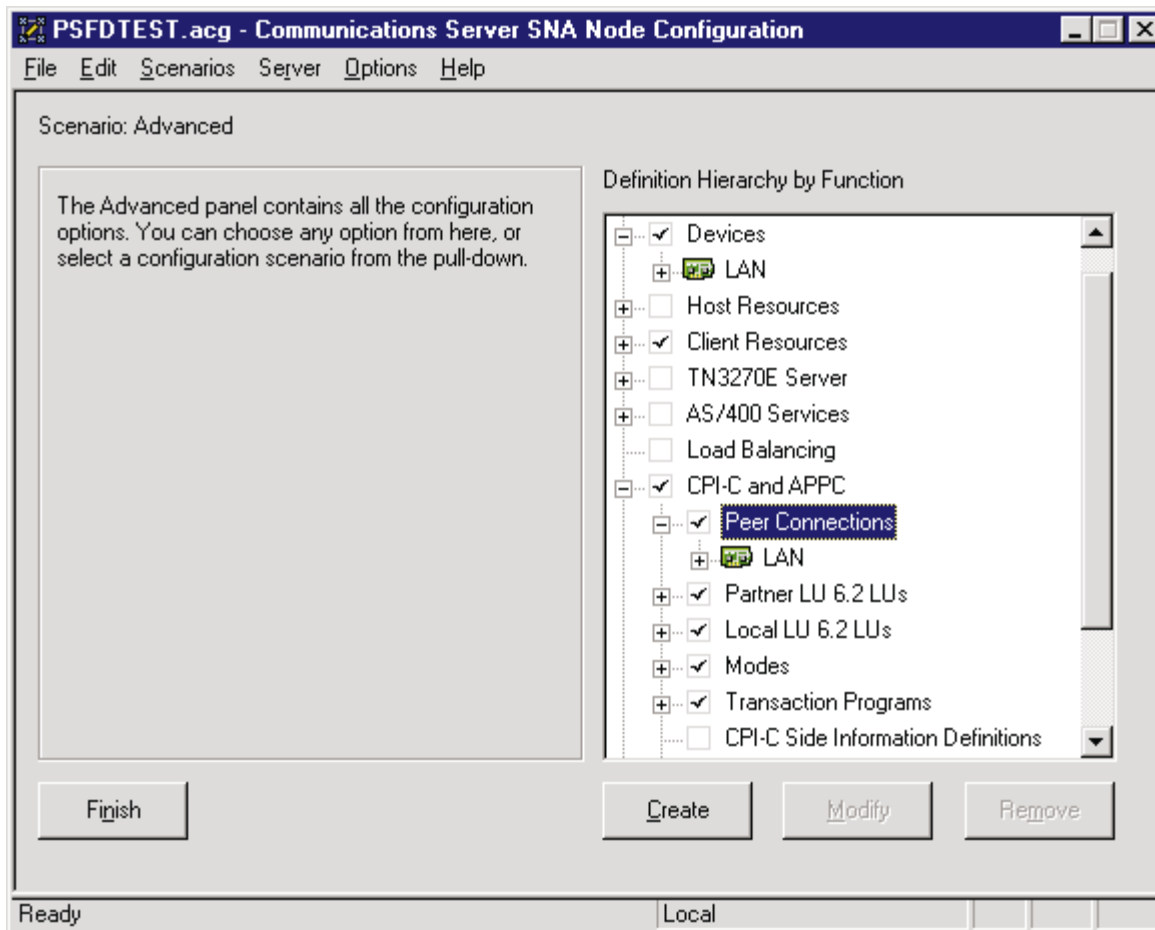 PSFDTEST.acg - Communications Server SNA Node Configuration
File Edit Scenarios Server Options Help
Scenario: Advanced
The Advanced panel contains all the configuration
options. You can choose any option from here, or
select a configuration scenario from the pull-down.
Definition Hierarchy by Function
Devices
LAN
Host Resources
Client Resources
TN3270E Server
AS/400 Services
Load Balancing
CPI-C and APPC
Peer Connections
LAN
Partner LU 6.2 LUs
Local LU 6.2 LUs
Modes
Transaction Programs
CPI-C Side Information Definitions
Finish
Create
Modify
Remove
Ready
Local